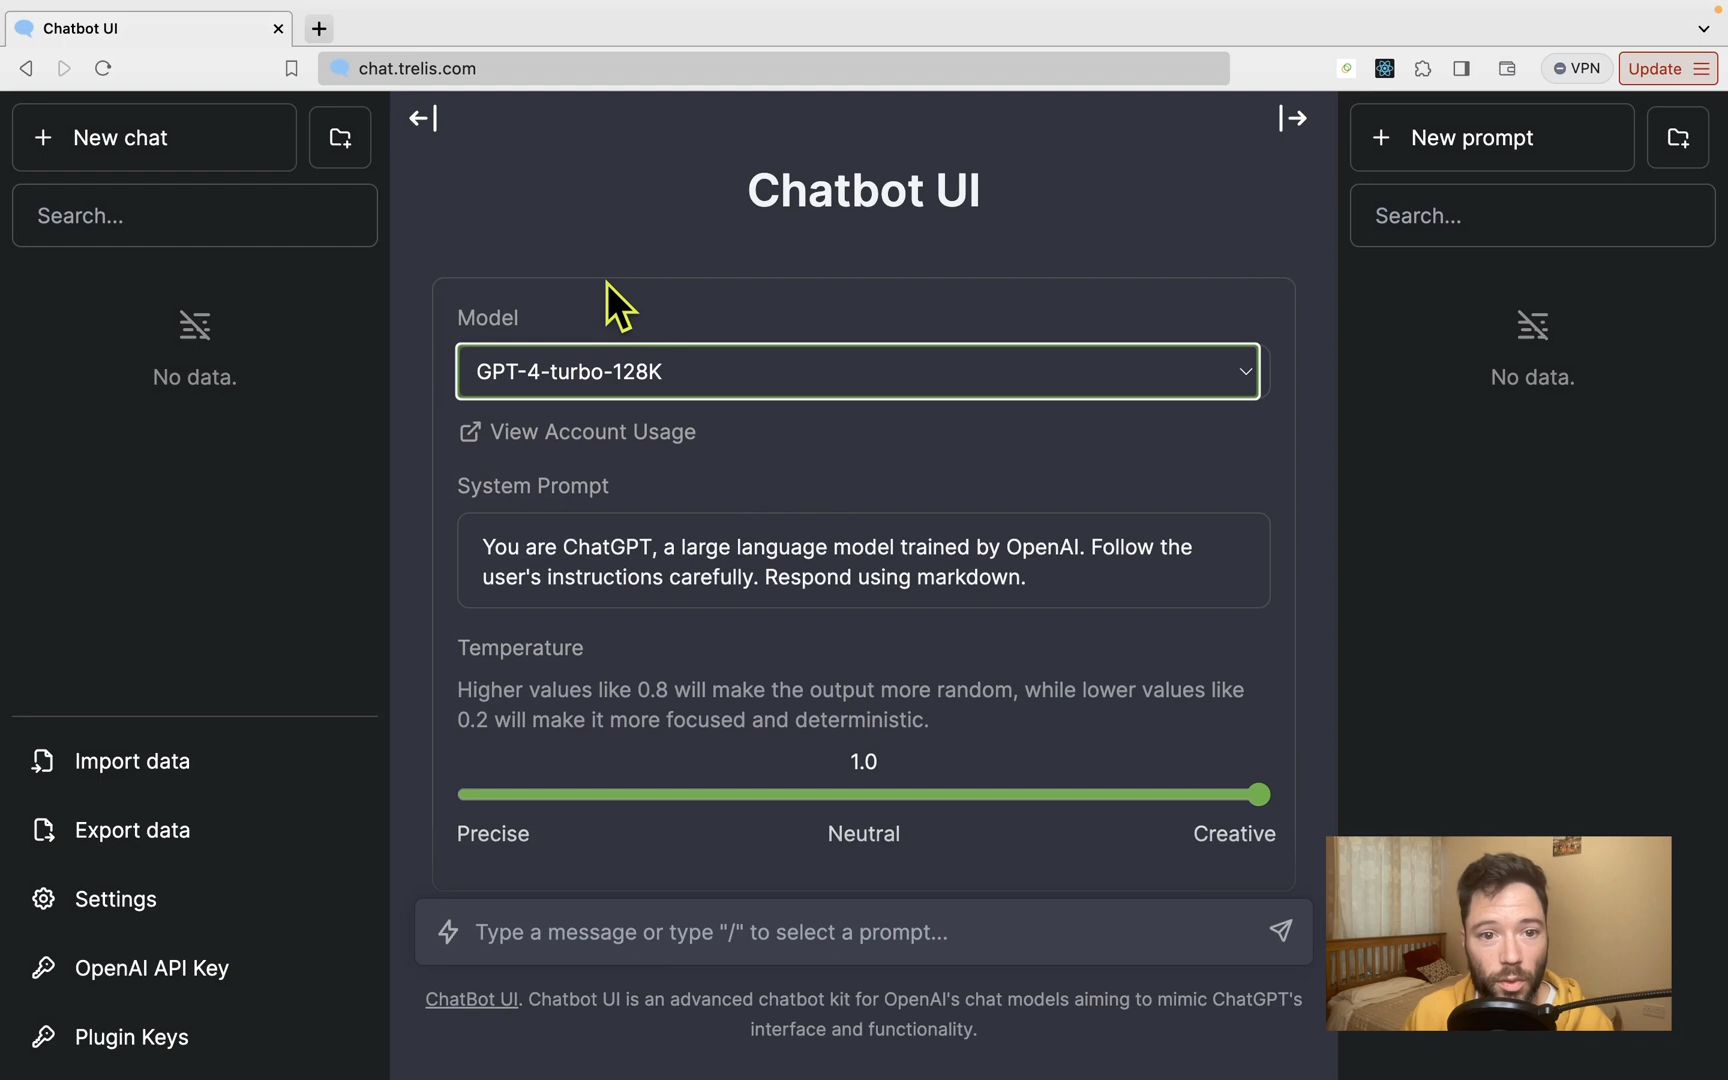 Chatbot UI
chat.trelis.com
VPN
Update
New chat
Search...
No data.
Import data
Export data
Settings
OpenAI API Key
Plugin Keys
Chatbot UI
Model
GPT-4-turbo-128K
View Account Usage
System Prompt
You are ChatGPT, a large language model trained by OpenAI. Follow the
user's instructions carefully. Respond using markdown.
Temperature
Higher values like 0.8 will make the output more random, while lower values like
0.2 will make it more focused and deterministic.
1.0
Precise Neutral Creative
Type a message or type "/" to select a prompt...
ChatBot UI. Chatbot UI is an advanced chatbot kit for OpenAI's chat models aiming to mimic ChatGPT's
interface and functionality.
New prompt
Search...
No data.